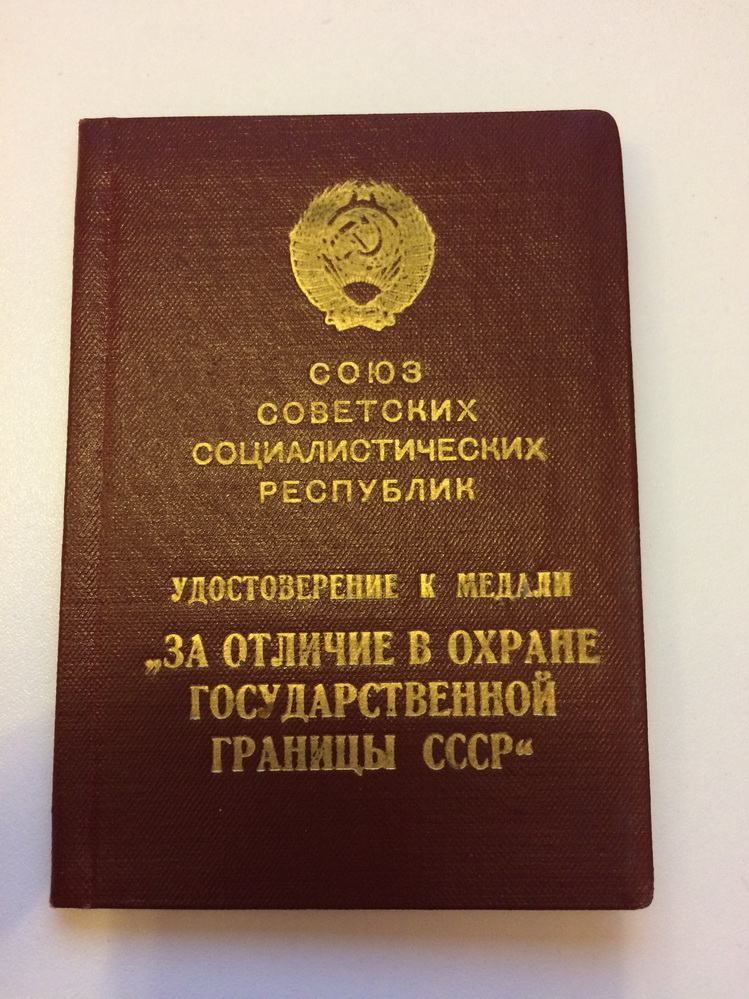 СОЮЗ
СОВЕТСКИХ
СОЦИАЛИСТИЧЕСКИХ
РЕСПУБЛИК
УДОСТОВЕРЕНИЕ К МЕДАЛИ
„ЗА ОТЛИЧИЕ В ОХРАНЕ
ГОСУДАРСТВЕННОЙ
ГРАНИЦЫ СССР“